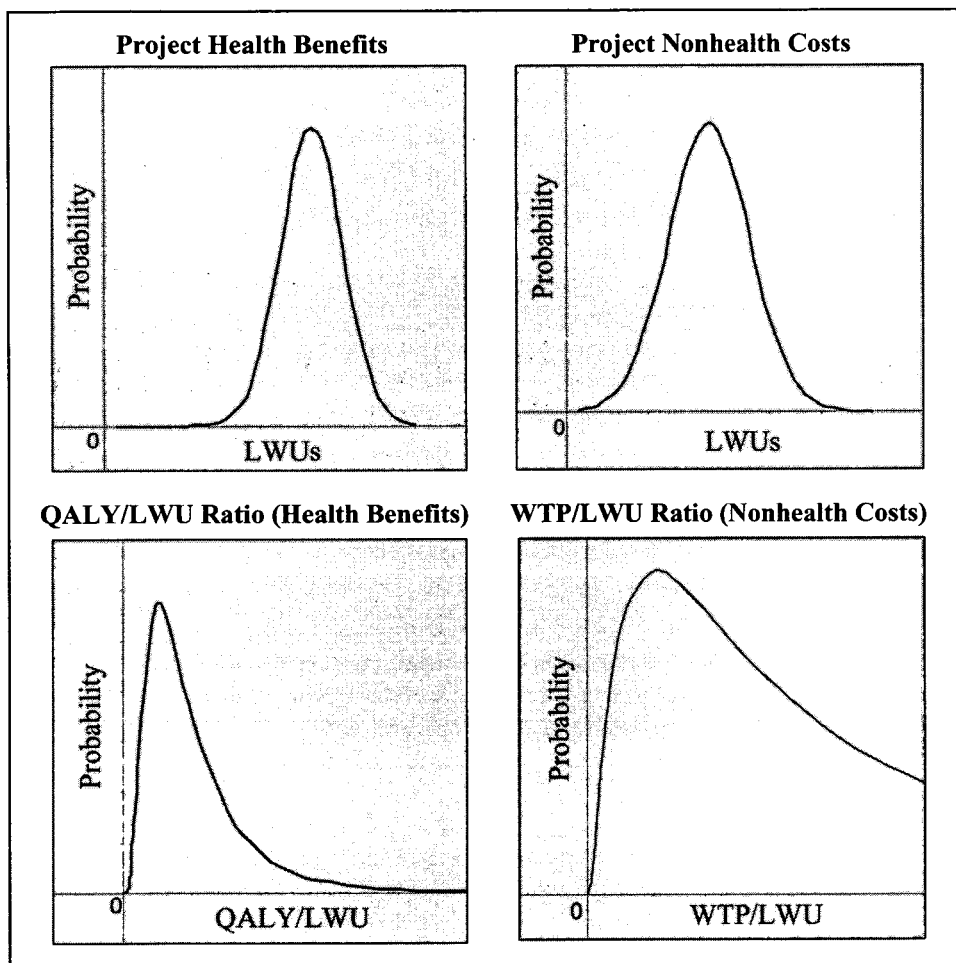 Project Health Benefits
Project Nonhealth Costs
Probability
0
LWUs
Probability
0
LWUs
QALY/LWU Ratio (Health Benefits)
WTP/LWU Ratio (Nonhealth Costs)
Probability
0
QALY/LWU
Probability
0
WTP/LWU